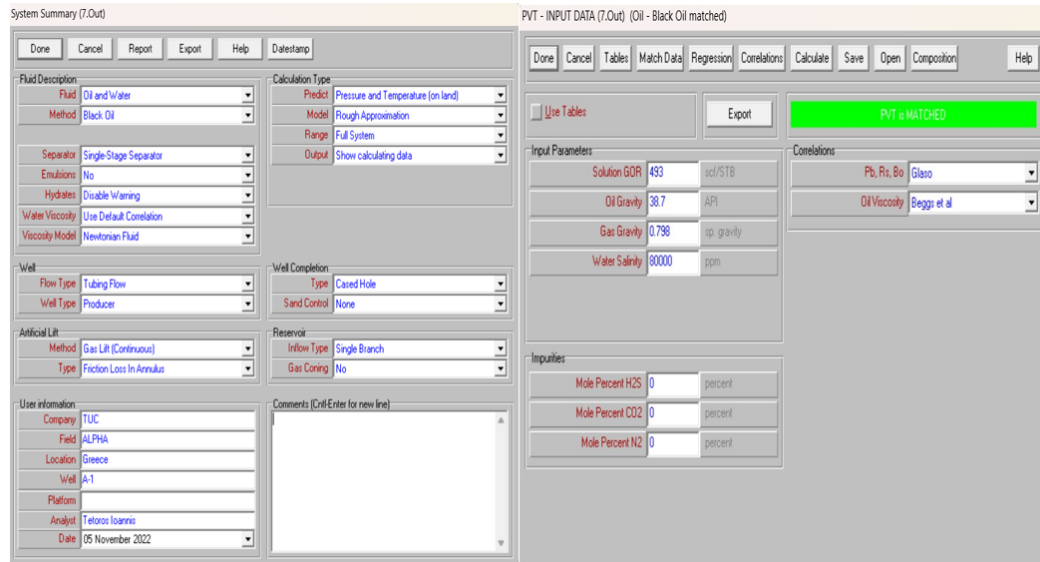 System Summary (7.Out)
Done Cancel Report Export Help Datestamp
Fluid Description
Fluid Oil and Water
Method Black Oil
Separator Single-Stage Separator
Emulsions No
Hydrates Disable Warning
Water Viscosity Use Default Correlation
Viscosity Model Newtonian Fluid
Calculation Type
Predict Pressure and Temperature (on land)
Model Rough Approximation
Range Full System
Output Show calculating data
Well
Flow Type Tubing Flow
Well Type Producer
Well Completion
Type Cased Hole
Sand Control None
Artificial Lift
Method Gas Lift (Continuous)
Type Friction Loss In Annulus
Reservoir
Inflow Type Single Branch
Gas Coning No
User information
Company TUC
Field ALPHA
Location Greece
Well A-1
Platform
Analyst Tetoros Ioannis
Date 05 November 2022
Comments (Cntl-Enter for new line)
PVT - INPUT DATA (7.Out) (Oil - Black Oil matched)
Done Cancel Tables Match Data Regression Correlations Calculate Save Open Composition Help
Use Tables
Export
PVT is MATCHED
Input Parameters
Solution GOR 493 scf/STB
Oil Gravity 38.7 API
Gas Gravity 0.798 sp. gravity
Water Salinity 80000 ppm
Correlations
Pb, Rs, Bo Glaso
Oil Viscosity Beggs et al
Impurities
Mole Percent H2S 0 percent
Mole Percent CO2 0 percent
Mole Percent N2 0 percent